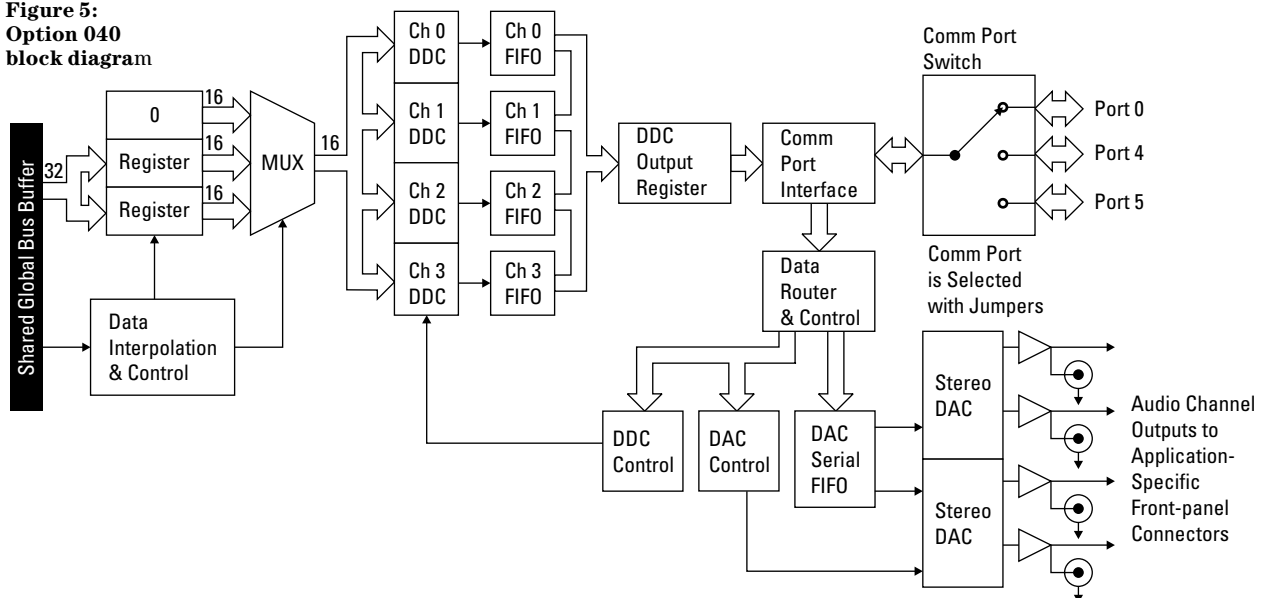 Figure 5:
Option 040
block diagram
Shared Global Bus Buffer
32
0
Register
Register
16
16
16
MUX
16
Data
Interpolation
& Control
Ch 0
DDC
Ch 1
DDC
Ch 2
DDC
Ch 3
DDC
Ch 0
FIFO
Ch 1
FIFO
Ch 2
FIFO
Ch 3
FIFO
DDC
Output
Register
Comm
Port
Interface
Comm Port
Switch
Port 0
Port 4
Port 5
Comm Port
is Selected
with Jumpers
Data
Router
& Control
DDC
Control
DAC
Control
DAC
Serial
FIFO
Stereo
DAC
Stereo
DAC
Audio Channel
Outputs to
Application-
Specific
Front-panel
Connectors